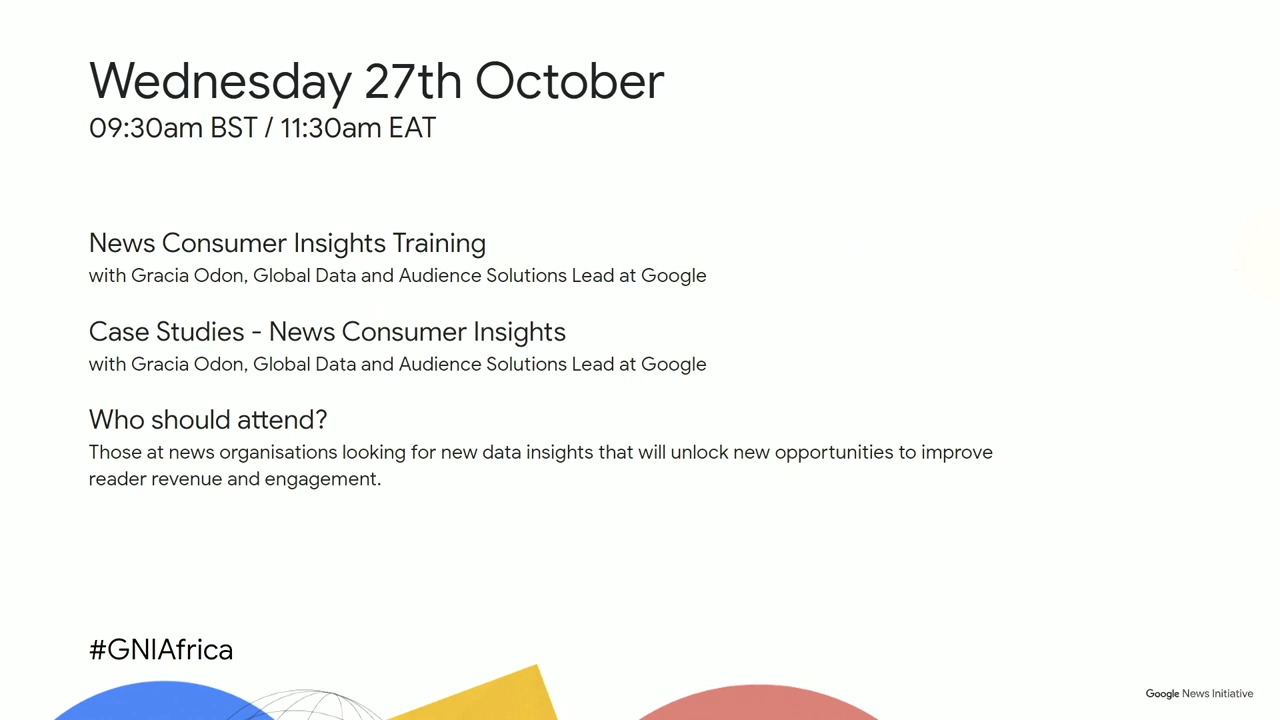 Wednesday 27th October
09:30am BST / 11:30am EAT
News Consumer Insights Training
with Gracia Odon, Global Data and Audience Solutions Lead at Google
Case Studies - News Consumer Insights
with Gracia Odon, Global Data and Audience Solutions Lead at Google
Who should attend?
Those at news organisations looking for new data insights that will unlock new opportunities to improve
reader revenue and engagement.
#GNIAfrica
Google News Initiative